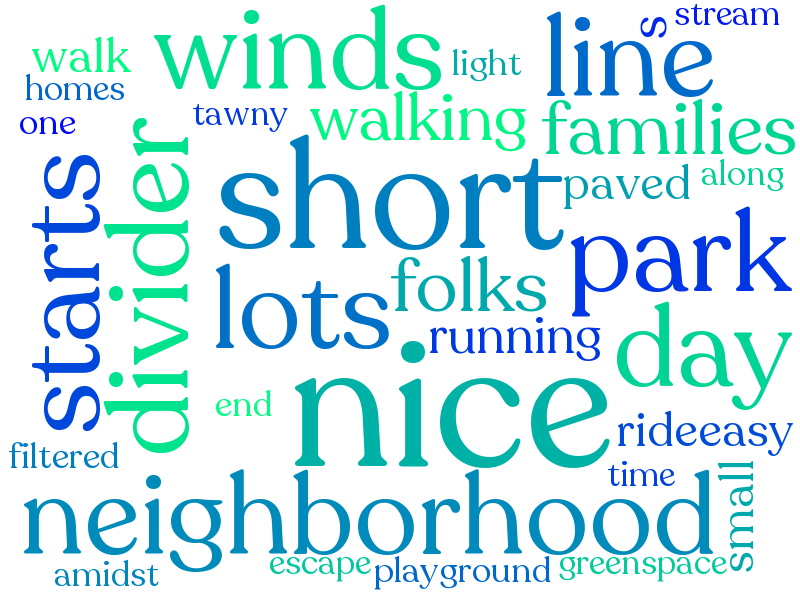 s
stream
winds
line
walk
light
homes
tawny
walking
families
one
divider
short
starts
paved
along
park
folks
lots
running
day
nice
end
rideeasy
filtered
time
neighborhood
small
amidst
escape
playground
greenspace